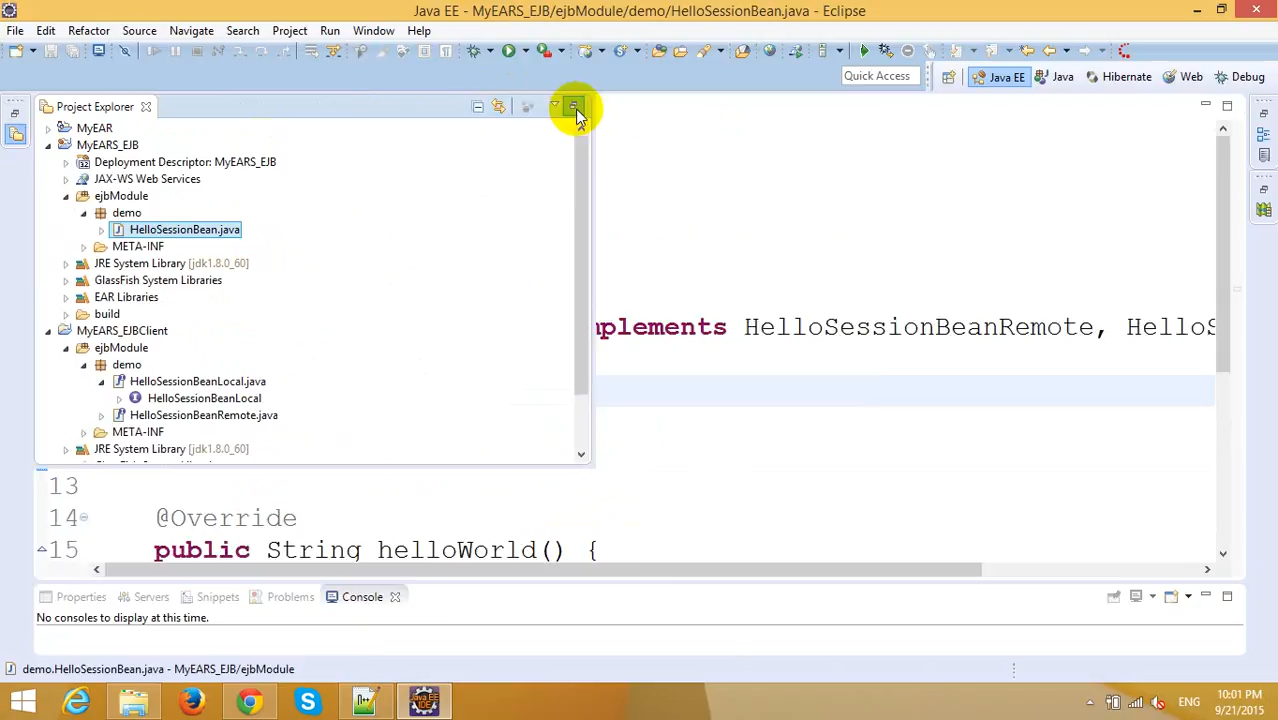 Java EE - MyEARS_EJB/ejbModule/demo/HelloSessionBean.java - Eclipse
File Edit Refactor Source Navigate Search Project Run Window Help
Quick Access
Java EE Java Hibernate Web Debug
Project Explorer
MyEAR
MyEARS_EJB
Deployment Descriptor: MyEARS_EJB
JAX-WS Web Services
ejbModule
demo
HelloSessionBean.java
META-INF
JRE System Library [jdk1.8.0_60]
GlassFish System Libraries
EAR Libraries
build
MyEARS_EJBClient
ejbModule
demo
HelloSessionBeanLocal.java
HelloSessionBeanLocal
HelloSessionBeanRemote.java
META-INF
JRE System Library [jdk1.8.0_60]
mplements HelloSessionBeanRemote, HelloS
13
14 @Override
15 public String helloWorld() {
Properties Servers Snippets Problems Console
No consoles to display at this time.
demo.HelloSessionBean.java - MyEARS_EJB/ejbModule
Java EE IDE
ENG
10:01 PM
9/21/2015